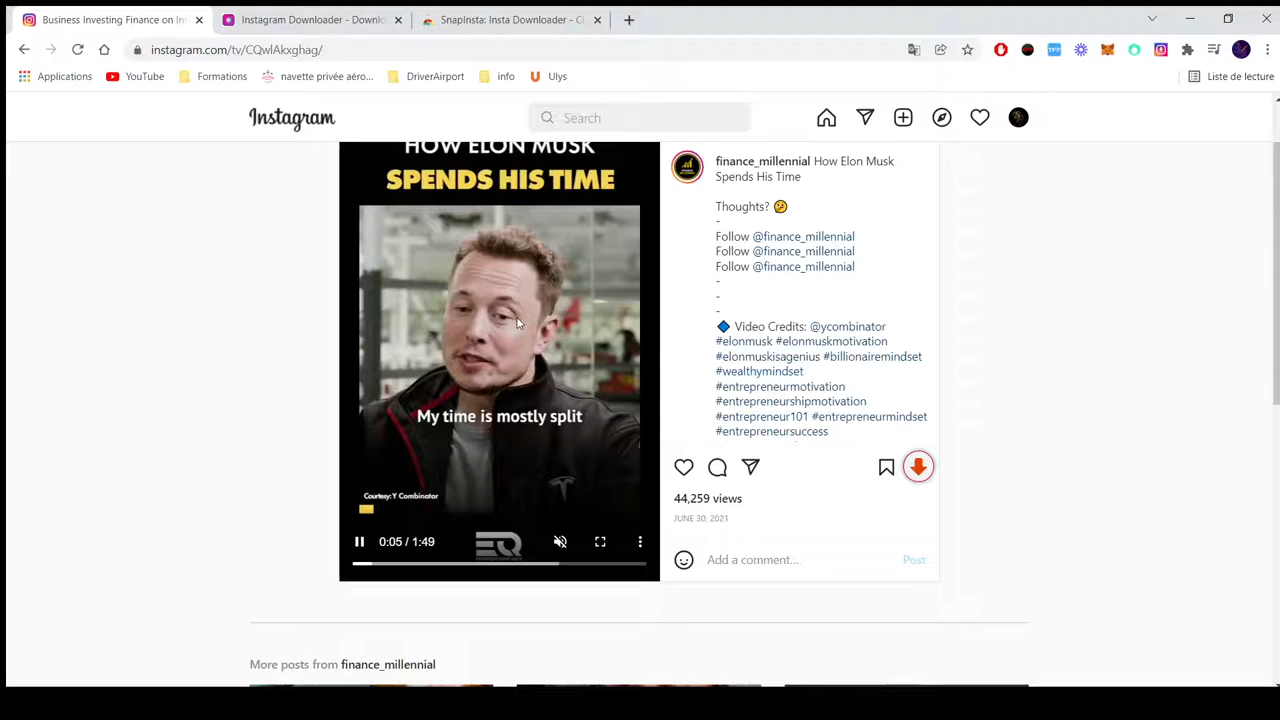 Business Investing Finance on In
Instagram Downloader - Downlo
SnapInsta: Insta Downloader - C
instagram.com/tv/CQwlAkxghag/
Applications
YouTube
Formations
navette privée aéro...
DriverAirport
info
Ulys
Liste de lecture
Instagram
Search
HOW ELON MUSK
SPENDS HIS TIME
My time is mostly split
Courtesy: Y Combinator
0:05 / 1:49
finance_millennial How Elon Musk
Spends His Time
Thoughts? 😕
-
Follow @finance_millennial
Follow @finance_millennial
Follow @finance_millennial
-
-
-
🔷 Video Credits: @ycombinator
#elonmusk #elonmuskmotivation
#elonmuskisagenius #billionairemindset
#wealthymindset
#entrepreneurmotivation
#entrepreneurshipmotivation
#entrepreneur101 #entrepreneurmindset
#entrepreneursuccess
44,259 views
JUNE 30, 2021
Add a comment...
Post
More posts from finance_millennial